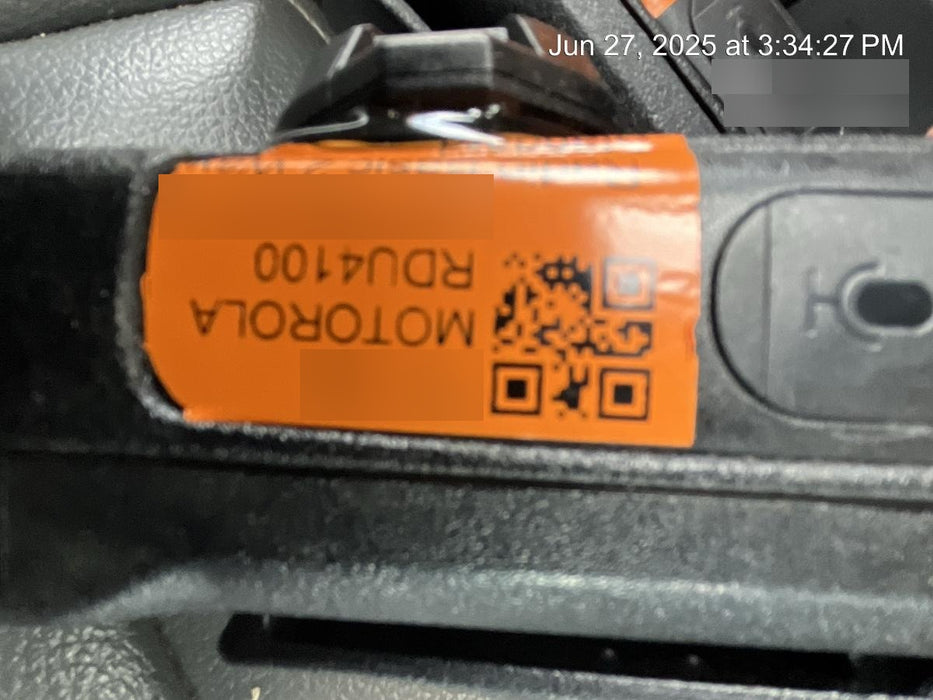 Jun 27, 2025 at 3:34:27 PM
MOTOROLA
RDU4100